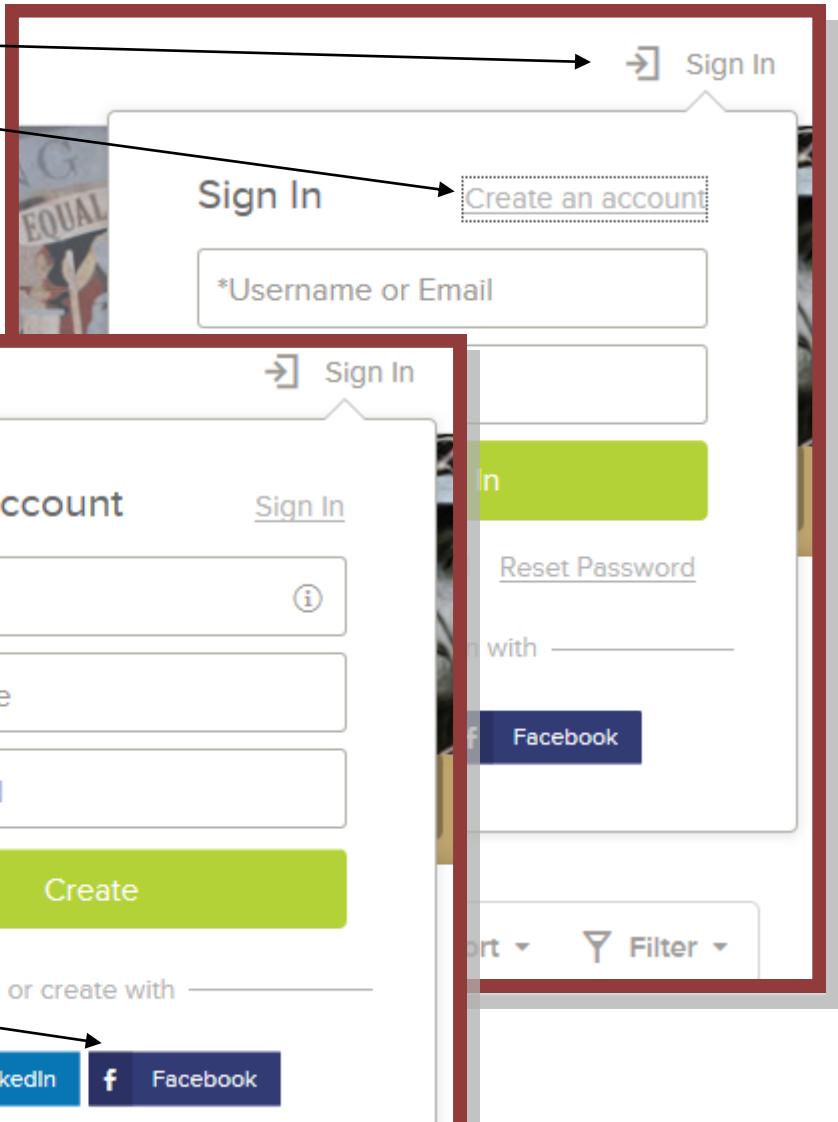 Sign In
EQUAL
Sign In Create an account
*Username or Email
In
Reset Password
with
Facebook
Filter
Sign In
ccount Sign In
Create
or create with
kedIn
f Facebook